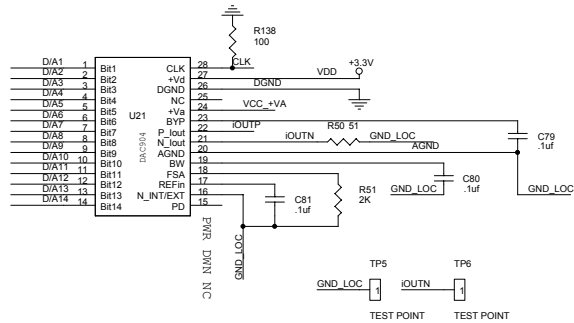 R138
100
D/A1 1 Bit1 CLK 28 CLK
D/A2 2 Bit2 +Vd 27 VDD +3.3V
D/A3 3 Bit3 DGND 26 DGND
D/A4 4 Bit4 NC 25
D/A5 5 Bit5 U21 +Va 24 VCC_+VA
D/A6 6 Bit6 BYP 23
D/A7 7 Bit7 P_Iout 22 iOUTP
D/A8 8 Bit8 N_Iout 21 iOUTN R50 51 GND_LOC
D/A9 9 Bit9 AGND 20 AGND
D/A10 10 Bit10 BW 19
D/A11 11 Bit11 FSA 18
D/A12 12 Bit12 REFin 17
D/A13 13 Bit13 N_INT/EXT 16
D/A14 14 Bit14 PD 15
DAC904
C79
.1uf
C80
.1uf
GND_LOC
GND_LOC
R51
2K
C81
.1uf
GND_LOC
PWR DWN NC
TP5
GND_LOC 1
TEST POINT
TP6
iOUTN 1
TEST POINT